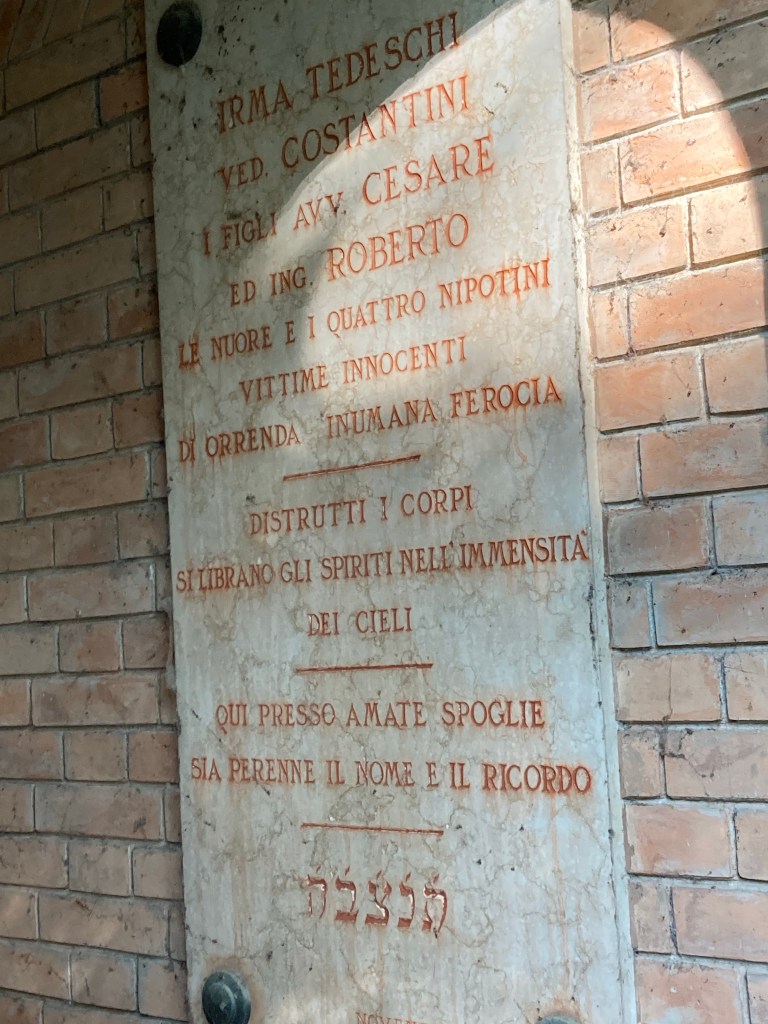 IRMA TEDESCHI
VED. COSTANTINI
I FIGLI AVV. CESARE
ED ING. ROBERTO
LE NUORE E I QUATTRO NIPOTINI
VITTIME INNOCENTI
DI ORRENDA INUMANA FEROCIA
DISTRUTTI I CORPI
SI LIBRANO GLI SPIRITI NELL'IMMENSITA'
DEI CIELI
QUI PRESSO AMATE SPOGLIE
SIA PERENNE IL NOME E IL RICORDO
ת׳נ׳צ׳ב׳ה׳